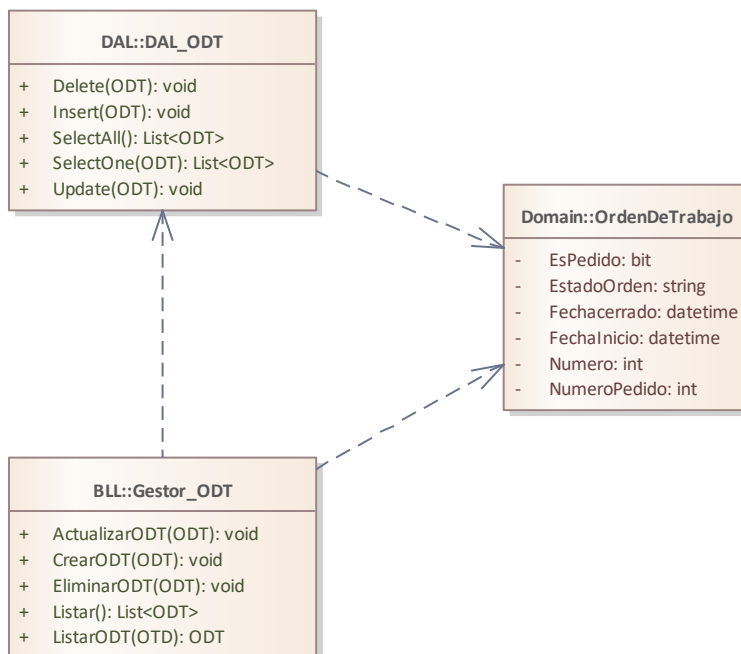 DAL::DAL_ODT
+ Delete(ODT): void
+ Insert(ODT): void
+ SelectAll(): List<ODT>
+ SelectOne(ODT): List<ODT>
+ Update(ODT): void
Domain::OrdenDeTrabajo
- EsPedido: bit
- EstadoOrden: string
- Fechacerrado: datetime
- FechaInicio: datetime
- Numero: int
- NumeroPedido: int
BLL::Gestor_ODT
+ ActualizarODT(ODT): void
+ CrearODT(ODT): void
+ EliminarODT(ODT): void
+ Listar(): List<ODT>
+ ListarODT(OTD): ODT